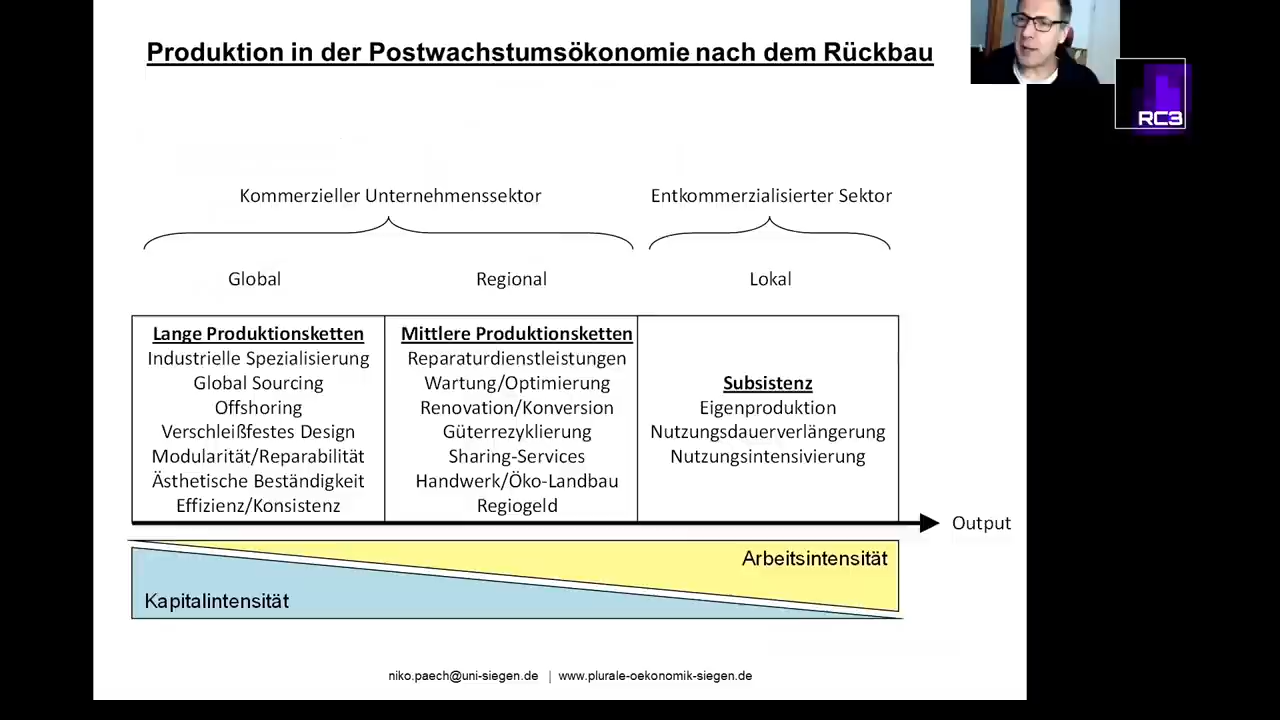 Produktion in der Postwachstumsökonomie nach dem Rückbau
RC3
Kommerzieller Unternehmenssektor
Entkommerzialisierter Sektor
Global
Regional
Lokal
Lange Produktionsketten
Industrielle Spezialisierung
Global Sourcing
Offshoring
Verschleißfestes Design
Modularität/Reparabilität
Ästhetische Beständigkeit
Effizienz/Konsistenz
Mittlere Produktionsketten
Reparaturdienstleistungen
Wartung/Optimierung
Renovation/Konversion
Güterrezyklierung
Sharing-Services
Handwerk/Öko-Landbau
Regiogeld
Subsistenz
Eigenproduktion
Nutzungsdauerverlängerung
Nutzungsintensivierung
Output
Arbeitsintensität
Kapitalintensität
niko.paech@uni-siegen.de | www.plurale-oekonomik-siegen.de